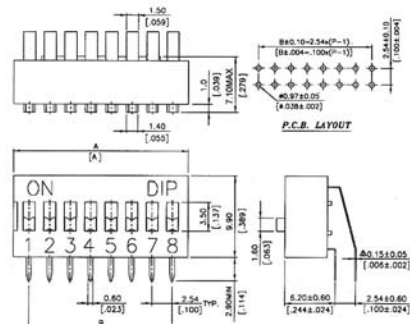 1.50
[.059]
1.0
[.039]
7.10MAX
[.279]
1.40
[.055]
B±0.10=2.54x(P-1)
[B±.004=.100x(P-1)]
2.54±0.10
[.100±.004]
ø0.97±0.05
[ø.038±.002]
P.C.B. LAYOUT
A
[A]
ON DIP
1 2 3 4 5 6 7 8
3.50
[.137]
9.90
[.389]
2.90MIN
[.114]
0.60
[.023]
2.54
[.100]
TYP.
1.60
[.063]
0.15±0.05
[.006±.002]
6.20±0.60
[.244±.024]
2.54±0.60
[.100±.024]